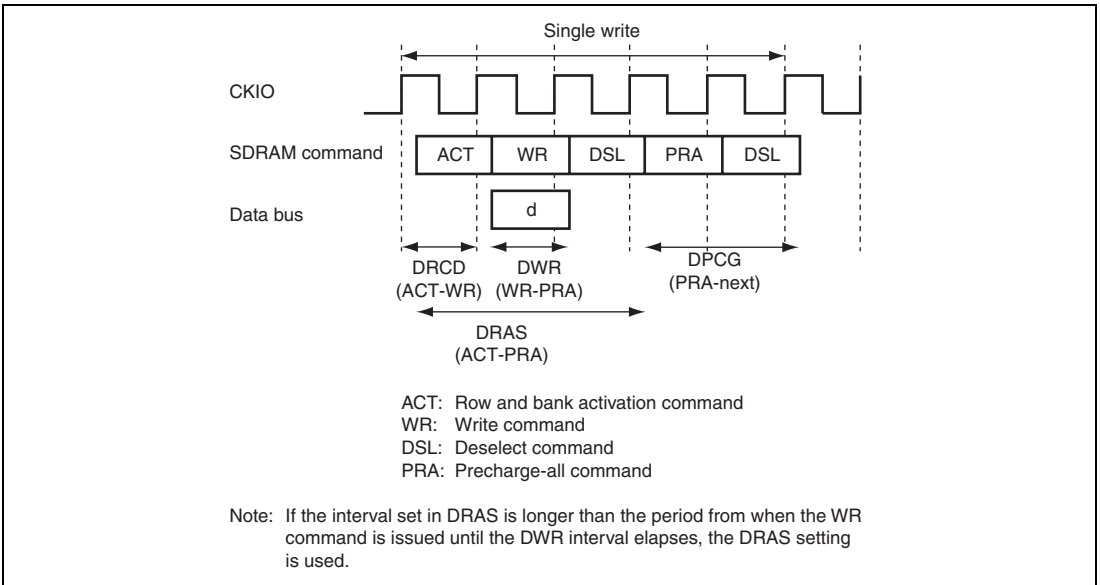 Single write
CKIO
SDRAM command ACT WR DSL PRA DSL
Data bus d
DRCD DWR DPCG
(ACT-WR) (WR-PRA) (PRA-next)
DRAS
(ACT-PRA)
ACT: Row and bank activation command
WR: Write command
DSL: Deselect command
PRA: Precharge-all command
Note: If the interval set in DRAS is longer than the period from when the WR
command is issued until the DWR interval elapses, the DRAS setting
is used.